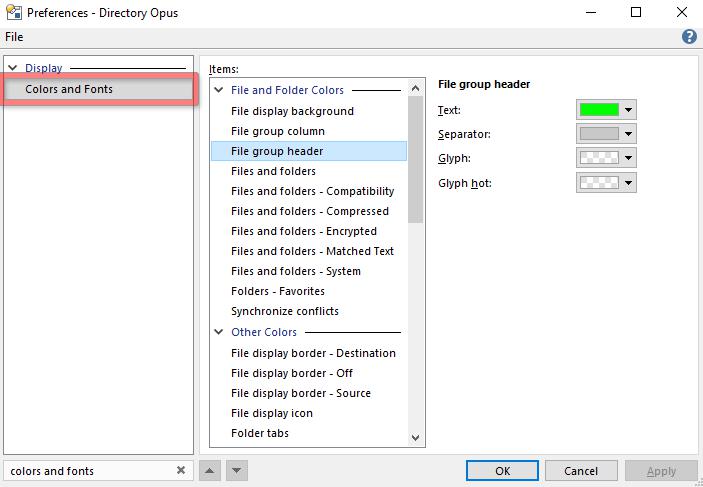 Preferences - Directory Opus
File
Display
Colors and Fonts
Items:
File and Folder Colors
File display background
File group column
File group header
Files and folders
Files and folders - Compatibility
Files and folders - Compressed
Files and folders - Encrypted
Files and folders - Matched Text
Files and folders - System
Folders - Favorites
Synchronize conflicts
Other Colors
File display border - Destination
File display border - Off
File display border - Source
File display icon
Folder tabs
File group header
Text:
Separator:
Glyph:
Glyph hot:
colors and fonts
OK
Cancel
Apply